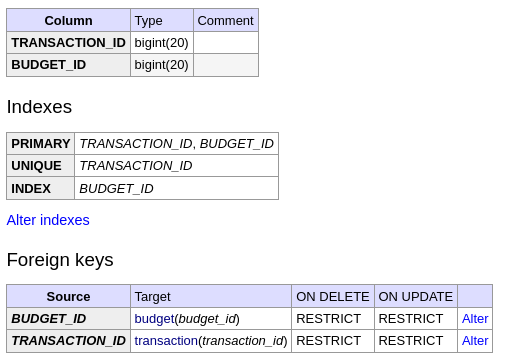 Column Type Comment
TRANSACTION_ID bigint(20)
BUDGET_ID bigint(20)
Indexes
PRIMARY TRANSACTION_ID, BUDGET_ID
UNIQUE TRANSACTION_ID
INDEX BUDGET_ID
Alter indexes
Foreign keys
Source Target ON DELETE ON UPDATE
BUDGET_ID budget(budget_id) RESTRICT RESTRICT Alter
TRANSACTION_ID transaction(transaction_id) RESTRICT RESTRICT Alter